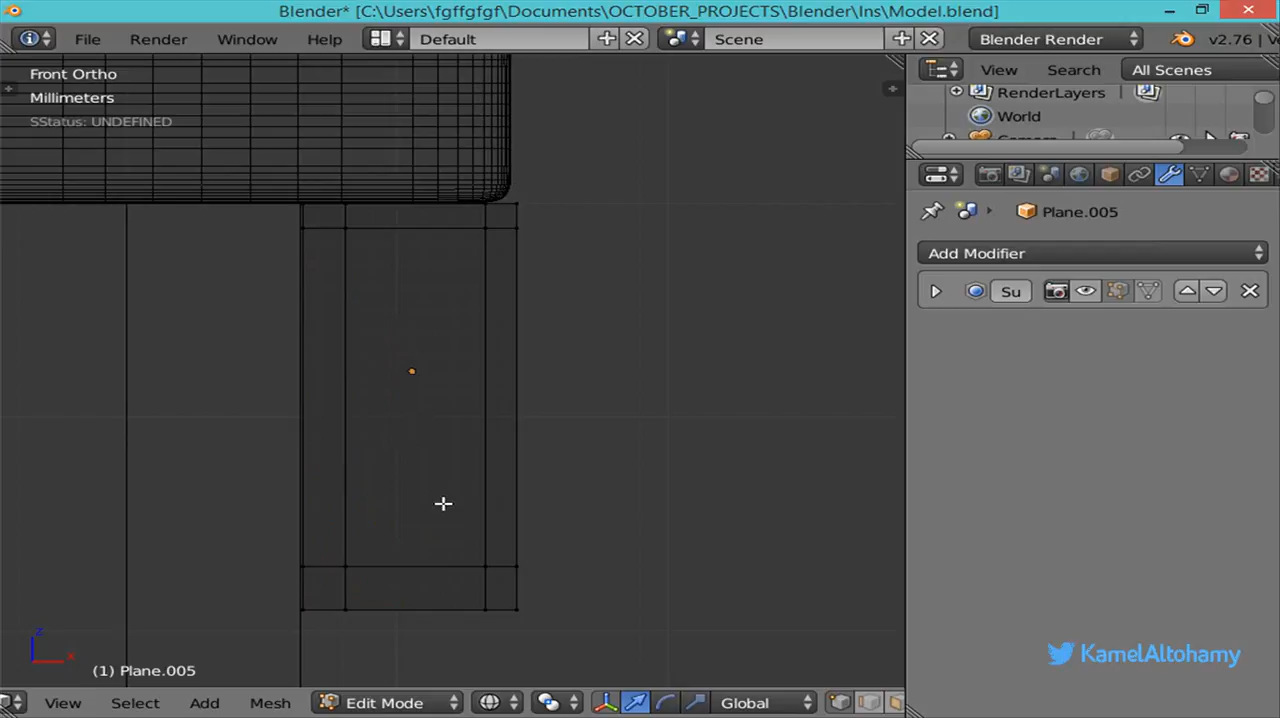 Blender* [C:\Users\fgffgfgf\Documents\OCTOBER_PROJECTS\Blender\Ins\Model.blend]
File Render Window Help Default Scene Blender Render v2.76
Front Ortho
Millimeters
SStatus: UNDEFINED
View Search All Scenes
RenderLayers
World
Camera
Plane.005
Add Modifier
Su
z
x
(1) Plane.005
KamelAltohamy
View Select Add Mesh Edit Mode Global